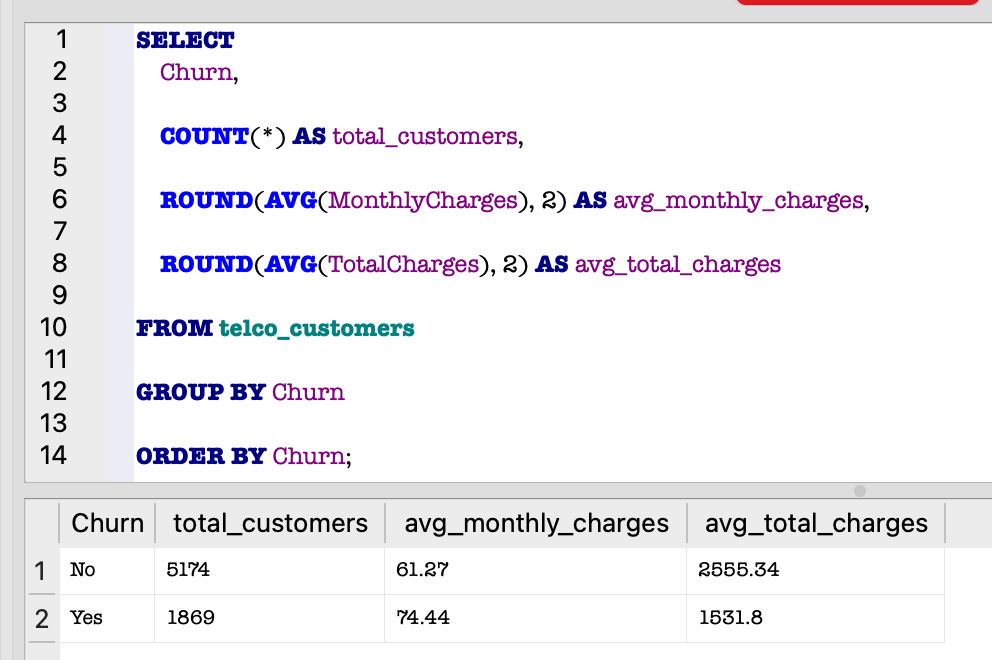 1 SELECT
2 Churn,
3
4 COUNT(*) AS total_customers,
5
6 ROUND(AVG(MonthlyCharges), 2) AS avg_monthly_charges,
7
8 ROUND(AVG(TotalCharges), 2) AS avg_total_charges
9
10 FROM telco_customers
11
12 GROUP BY Churn
13
14 ORDER BY Churn;
Churn total_customers avg_monthly_charges avg_total_charges
1 No 5174 61.27 2555.34
2 Yes 1869 74.44 1531.8